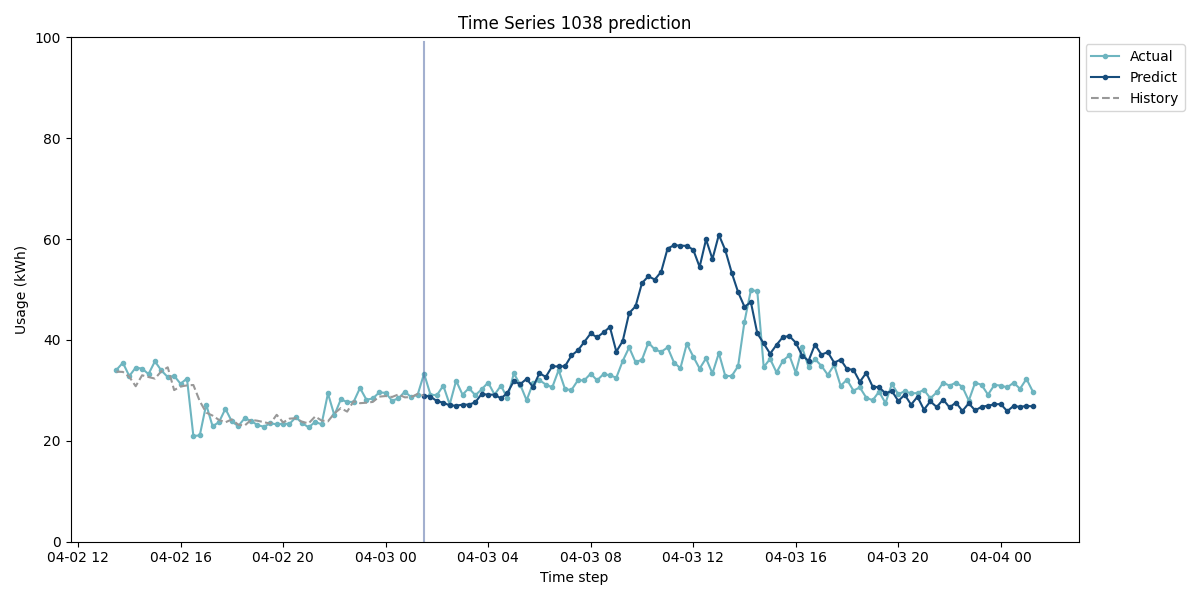 Time Series 1038 prediction
100
80
60
40
20
0
Usage (kWh)
04-02 12
04-02 16
04-02 20
04-03 00
04-03 04
04-03 08
04-03 12
04-03 16
04-03 20
04-04 00
Time step
Actual
Predict
History